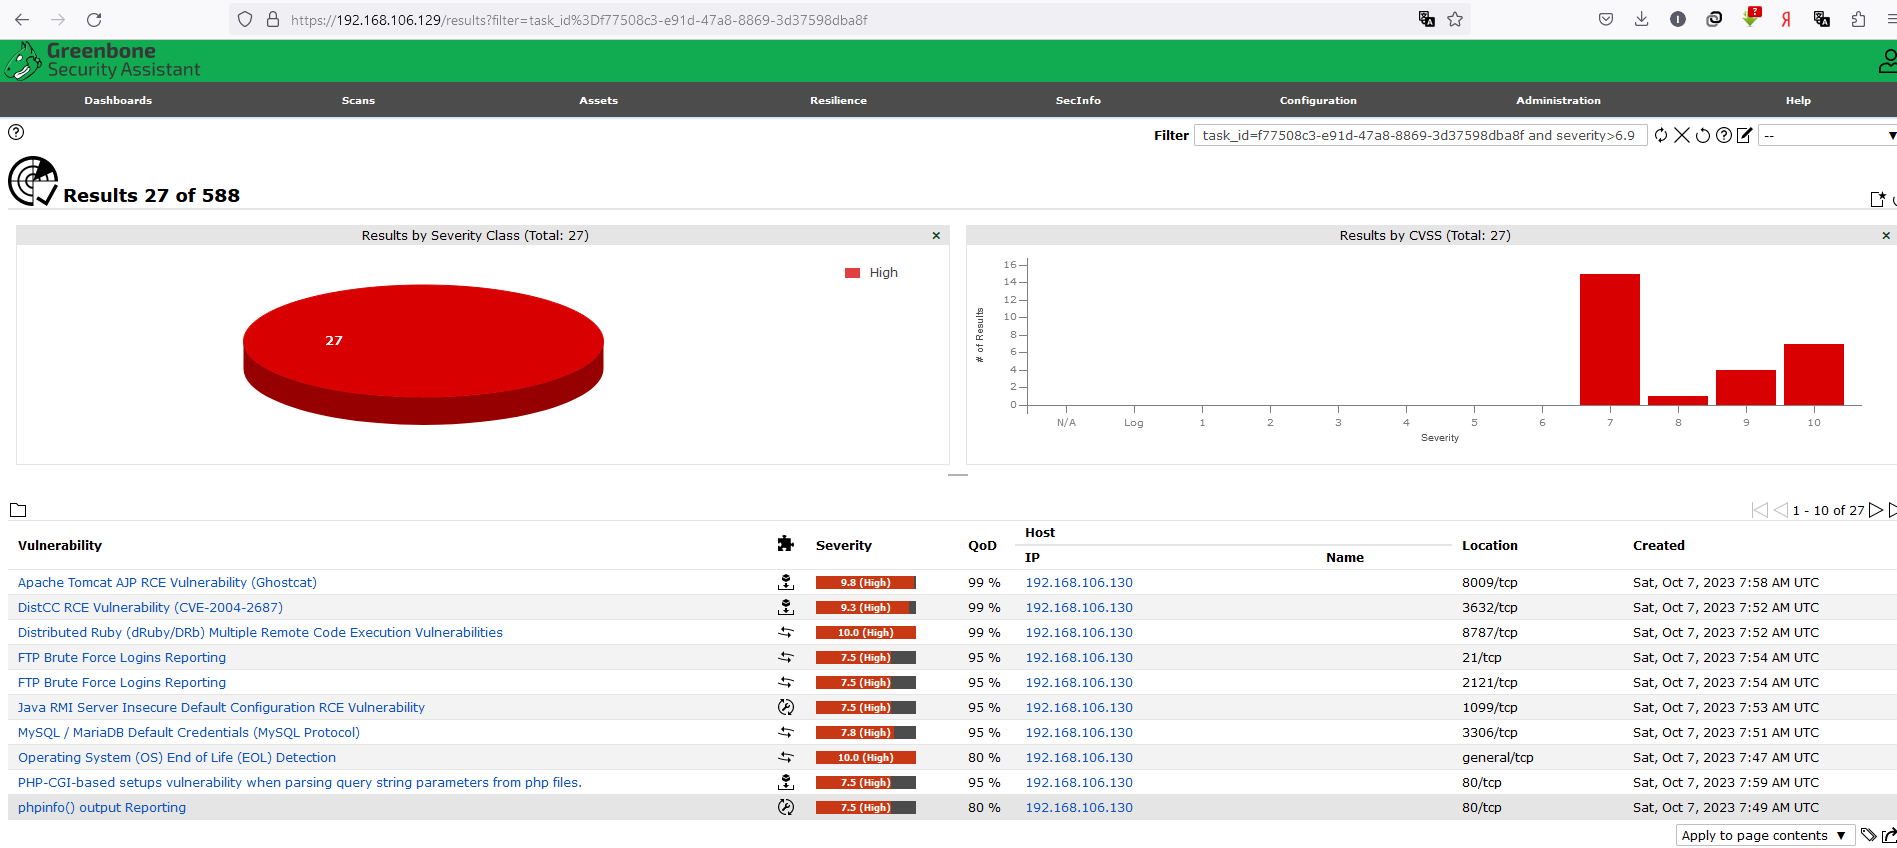 https://192.168.106.129/results?filter=task_id%3Df77508c3-e91d-47a8-8869-3d37598dba8f
Greenbone
Security Assistant
Dashboards Scans Assets Resilience SecInfo Configuration Administration Help
Filter task_id=f77508c3-e91d-47a8-8869-3d37598dba8f and severity>6.9 --
Results 27 of 588
Results by Severity Class (Total: 27)
High
27
Results by CVSS (Total: 27)
# of Results
16
14
12
10
8
6
4
2
0
N/A Log 1 2 3 4 5 6 7 8 9 10
Severity
1 - 10 of 27
Vulnerability Severity QoD Host Location Created
IP Name
Apache Tomcat AJP RCE Vulnerability (Ghostcat) 9.8 (High) 99 % 192.168.106.130 8009/tcp Sat, Oct 7, 2023 7:58 AM UTC
DistCC RCE Vulnerability (CVE-2004-2687) 9.3 (High) 99 % 192.168.106.130 3632/tcp Sat, Oct 7, 2023 7:52 AM UTC
Distributed Ruby (dRuby/DRb) Multiple Remote Code Execution Vulnerabilities 10.0 (High) 99 % 192.168.106.130 8787/tcp Sat, Oct 7, 2023 7:52 AM UTC
FTP Brute Force Logins Reporting 7.5 (High) 95 % 192.168.106.130 21/tcp Sat, Oct 7, 2023 7:54 AM UTC
FTP Brute Force Logins Reporting 7.5 (High) 95 % 192.168.106.130 2121/tcp Sat, Oct 7, 2023 7:54 AM UTC
Java RMI Server Insecure Default Configuration RCE Vulnerability 7.5 (High) 95 % 192.168.106.130 1099/tcp Sat, Oct 7, 2023 7:53 AM UTC
MySQL / MariaDB Default Credentials (MySQL Protocol) 7.8 (High) 95 % 192.168.106.130 3306/tcp Sat, Oct 7, 2023 7:51 AM UTC
Operating System (OS) End of Life (EOL) Detection 10.0 (High) 80 % 192.168.106.130 general/tcp Sat, Oct 7, 2023 7:47 AM UTC
PHP-CGI-based setups vulnerability when parsing query string parameters from php files. 7.5 (High) 95 % 192.168.106.130 80/tcp Sat, Oct 7, 2023 7:59 AM UTC
phpinfo() output Reporting 7.5 (High) 80 % 192.168.106.130 80/tcp Sat, Oct 7, 2023 7:49 AM UTC
Apply to page contents